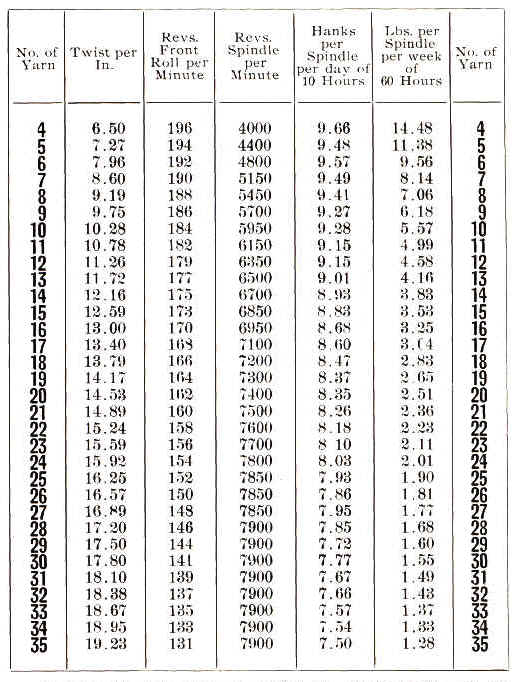 No. of Yarn | Twist per In. | Revs. Front Roll per Minute | Revs. Spindle per Minute | Hanks per Spindle per day of 10 Hours | Lbs. per Spindle per week of 60 Hours | No. of Yarn
4 6.50 196 4000 9.66 14.48 4
5 7.27 194 4400 9.48 11.38 5
6 7.96 192 4800 9.57 9.56 6
7 8.60 190 5150 9.49 8.14 7
8 9.19 188 5450 9.41 7.06 8
9 9.75 186 5700 9.27 6.18 9
10 10.28 184 5950 9.28 5.57 10
11 10.78 182 6150 9.15 4.99 11
12 11.26 179 6350 9.15 4.58 12
13 11.72 177 6500 9.01 4.16 13
14 12.16 175 6700 8.93 3.83 14
15 12.59 173 6850 8.83 3.53 15
16 13.00 170 6950 8.68 3.25 16
17 13.40 168 7100 8.60 3.04 17
18 13.79 166 7200 8.47 2.83 18
19 14.17 164 7300 8.37 2.65 19
20 14.53 162 7400 8.35 2.51 20
21 14.89 160 7500 8.26 2.36 21
22 15.24 158 7600 8.18 2.23 22
23 15.59 156 7700 8 10 2.11 23
24 15.92 154 7800 8.03 2.01 24
25 16.25 152 7850 7.93 1.90 25
26 16.57 150 7850 7.86 1.81 26
27 16.89 148 7850 7.95 1.77 27
28 17.20 146 7900 7.85 1.68 28
29 17.50 144 7900 7.72 1.60 29
30 17.80 141 7900 7.77 1.55 30
31 18.10 139 7900 7.67 1.49 31
32 18.38 137 7900 7.66 1.43 32
33 18.67 135 7900 7.57 1.37 33
34 18.95 133 7900 7.54 1.33 34
35 19.23 131 7900 7.50 1.28 35